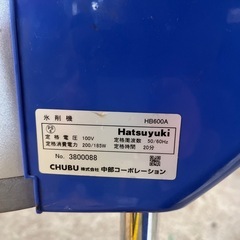 氷削機 HB600A
Hatsuyuki
定格電圧 100V 定格周波数 50/60Hz
定格消費電力 200/183W 定格時間 20分
No. 3800088
CHUBU 株式会社 中部コーポレーション